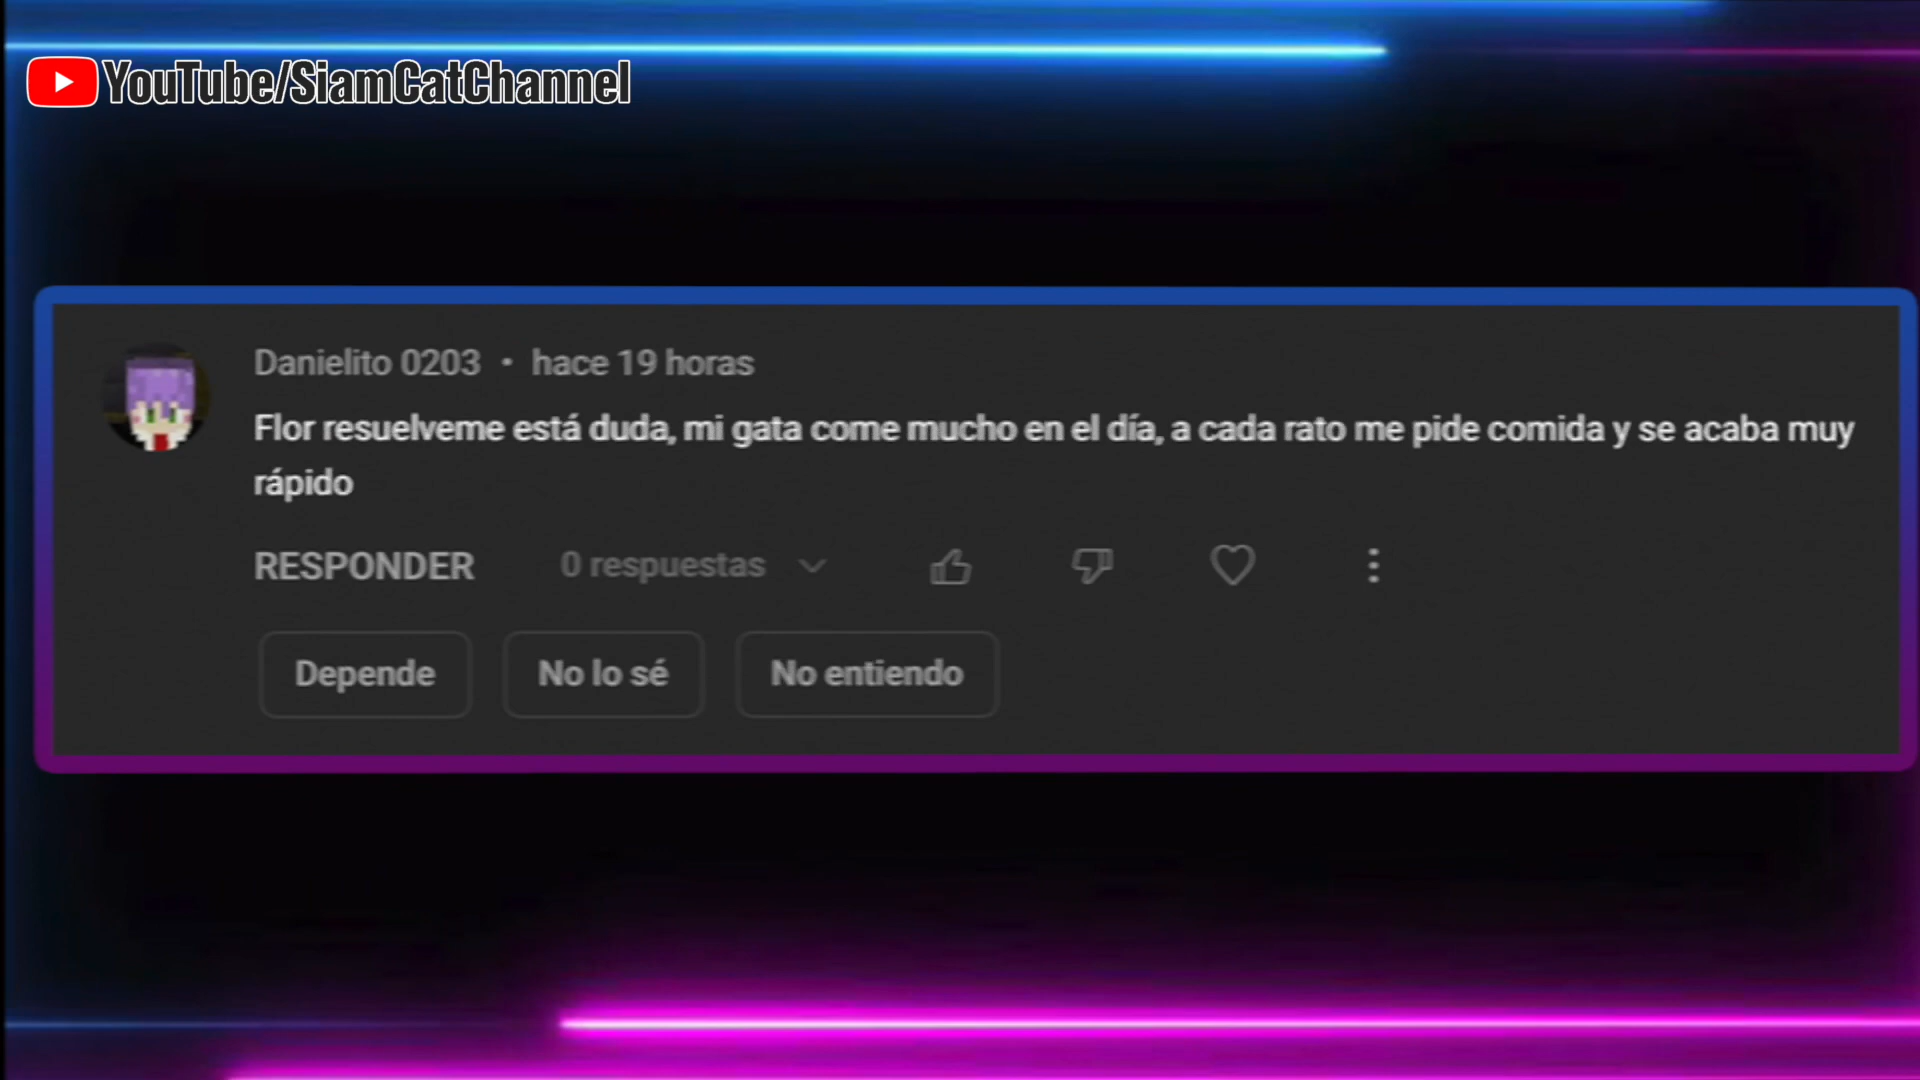 YouTube/SiamCatChannel
Danielito 0203 • hace 19 horas
Flor resuelveme está duda, mi gata come mucho en el día, a cada rato me pide comida y se acaba muy
rápido
RESPONDER 0 respuestas
Depende No lo sé No entiendo